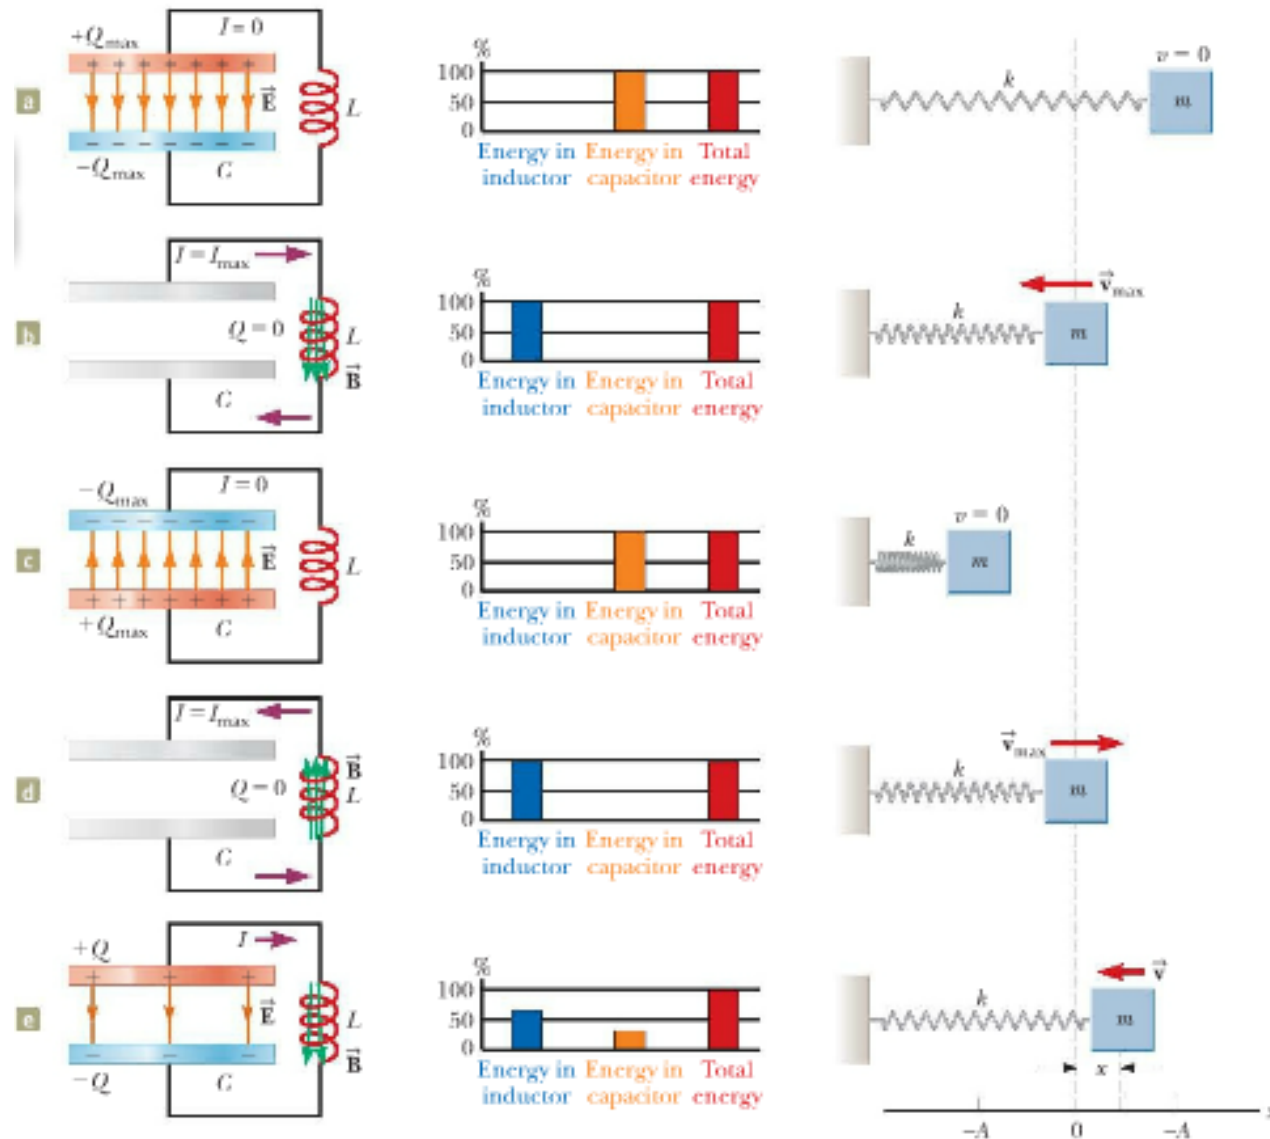 a
+Qmax
I = 0
E
L
−Qmax
C
%
100
50
0
Energy in inductor
Energy in capacitor
Total energy
k
v = 0
m
b
I = Imax
Q = 0
L
B
C
%
100
50
0
Energy in inductor
Energy in capacitor
Total energy
k
vmax
m
c
−Qmax
I = 0
E
L
+Qmax
C
%
100
50
0
Energy in inductor
Energy in capacitor
Total energy
k
v = 0
m
d
I = Imax
Q = 0
B
L
C
%
100
50
0
Energy in inductor
Energy in capacitor
Total energy
k
vmax
m
e
+Q
I
E
L
B
−Q
C
%
100
50
0
Energy in inductor
Energy in capacitor
Total energy
k
v
m
x
−A
0
−A